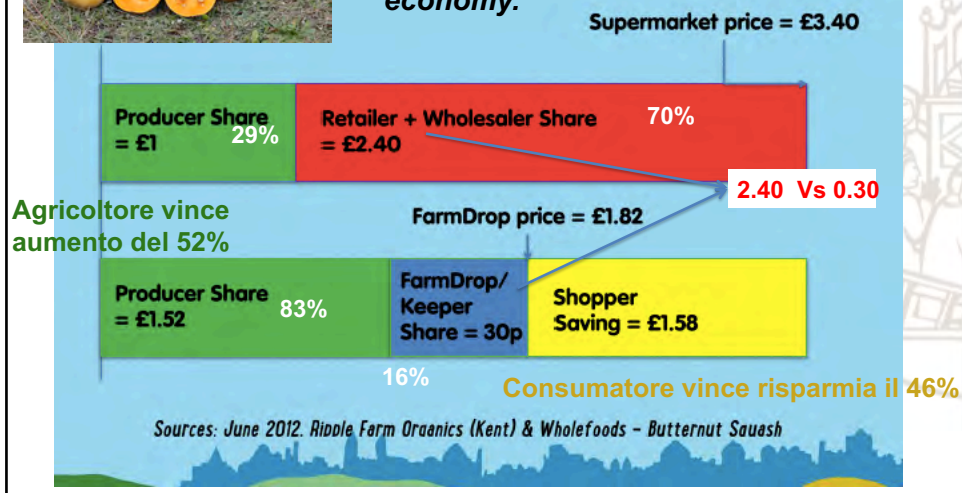 economy.
Supermarket price = £3.40
Producer Share
= £1
29%
Retailer + Wholesaler Share
= £2.40
70%
2.40 Vs 0.30
Agricoltore vince
aumento del 52%
FarmDrop price = £1.82
Producer Share
= £1.52
83%
FarmDrop/
Keeper
Share = 30p
Shopper
Saving = £1.58
16%
Consumatore vince risparmia il 46%
Sources: June 2012. Ripple Farm Organics (Kent) & Wholefoods - Butternut Squash